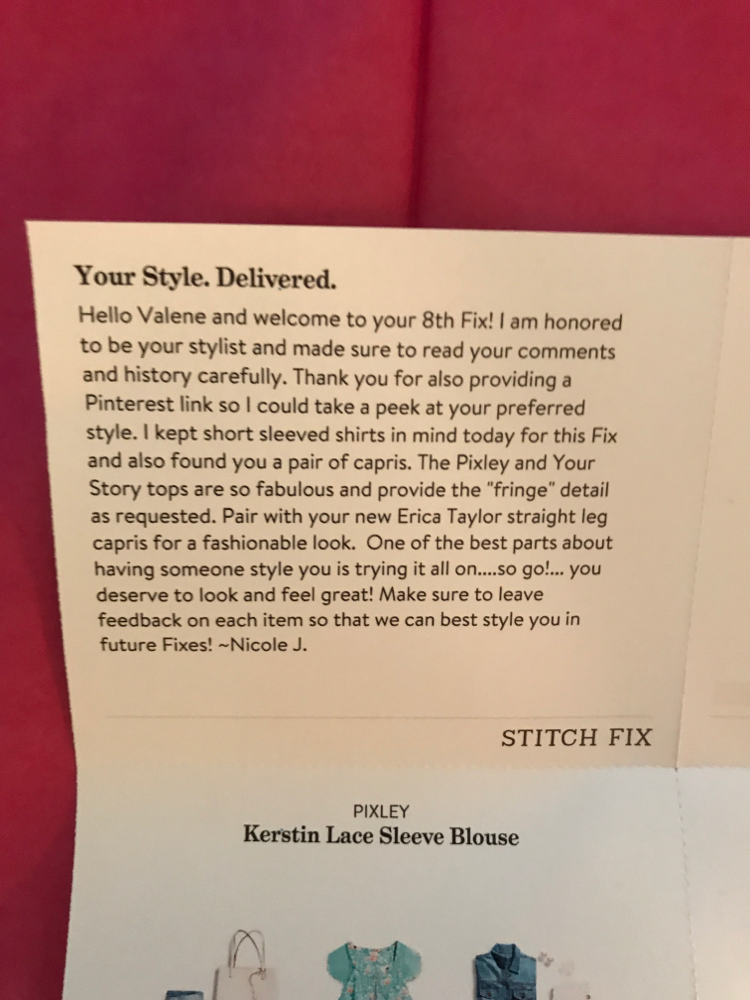 Your Style. Delivered.
Hello Valene and welcome to your 8th Fix! I am honored
to be your stylist and made sure to read your comments
and history carefully. Thank you for also providing a
Pinterest link so I could take a peek at your preferred
style. I kept short sleeved shirts in mind today for this Fix
and also found you a pair of capris. The Pixley and Your
Story tops are so fabulous and provide the "fringe" detail
as requested. Pair with your new Erica Taylor straight leg
capris for a fashionable look.  One of the best parts about
having someone style you is trying it all on....so go!... you
deserve to look and feel great! Make sure to leave
feedback on each item so that we can best style you in
future Fixes! ~Nicole J.
STITCH FIX
PIXLEY
Kerstin Lace Sleeve Blouse